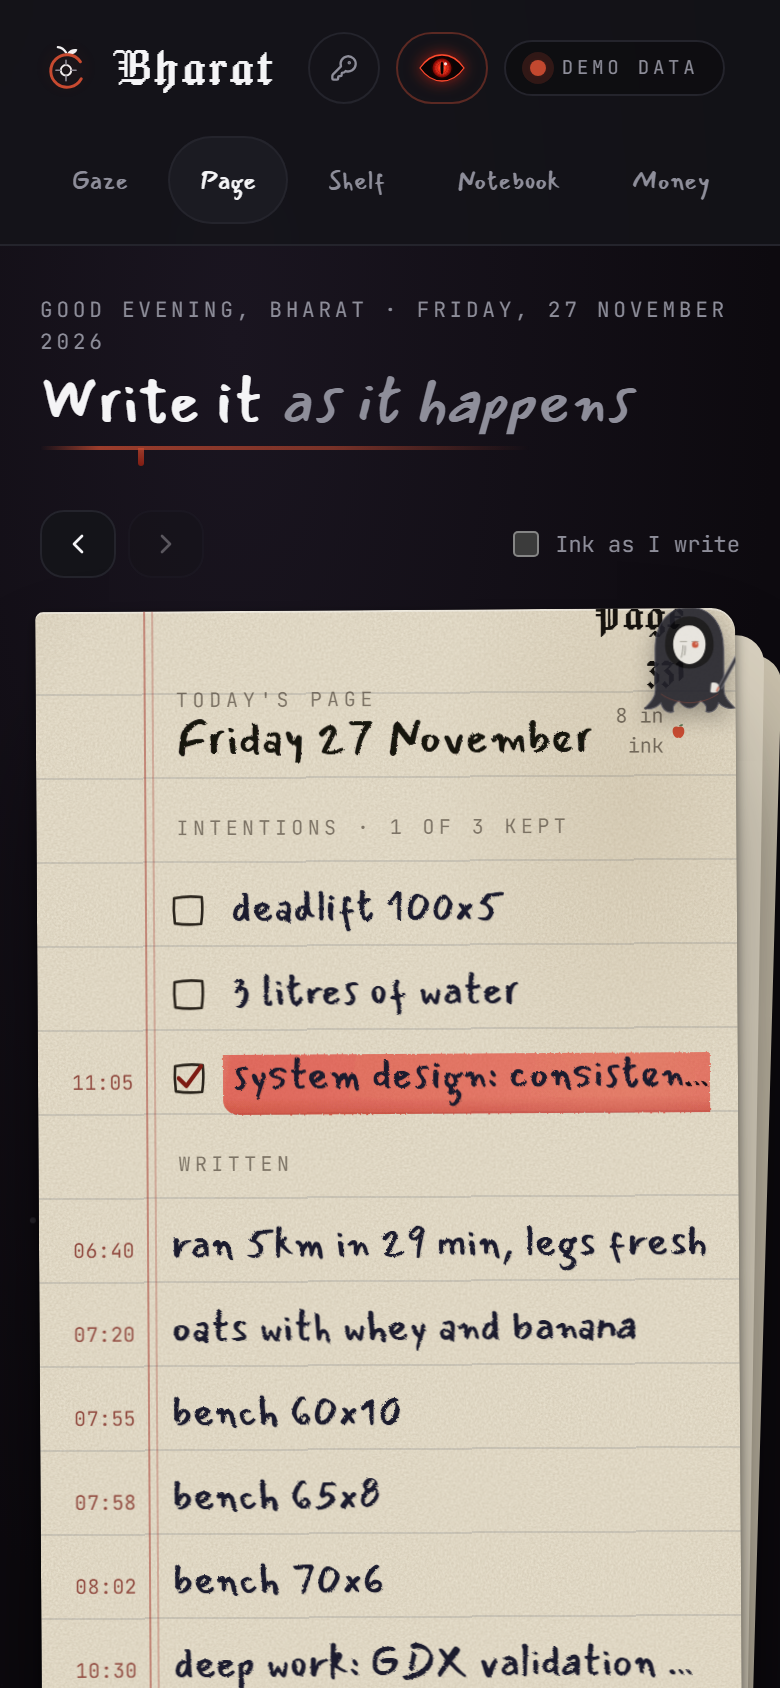 Bharat
DEMO DATA
Gaze
Page
Shelf
Notebook
Money
GOOD EVENING, BHARAT · FRIDAY, 27 NOVEMBER
2026
Write it as it happens
Ink as I write
Page
TODAY'S PAGE
Friday 27 November
8 in
ink
INTENTIONS · 1 OF 3 KEPT
deadlift 100x5
3 litres of water
11:05 system design: consisten...
WRITTEN
06:40 ran 5km in 29 min, legs fresh
07:20 oats with whey and banana
07:55 bench 60x10
07:58 bench 65x8
08:02 bench 70x6
10:30 deep work: GDX validation ...